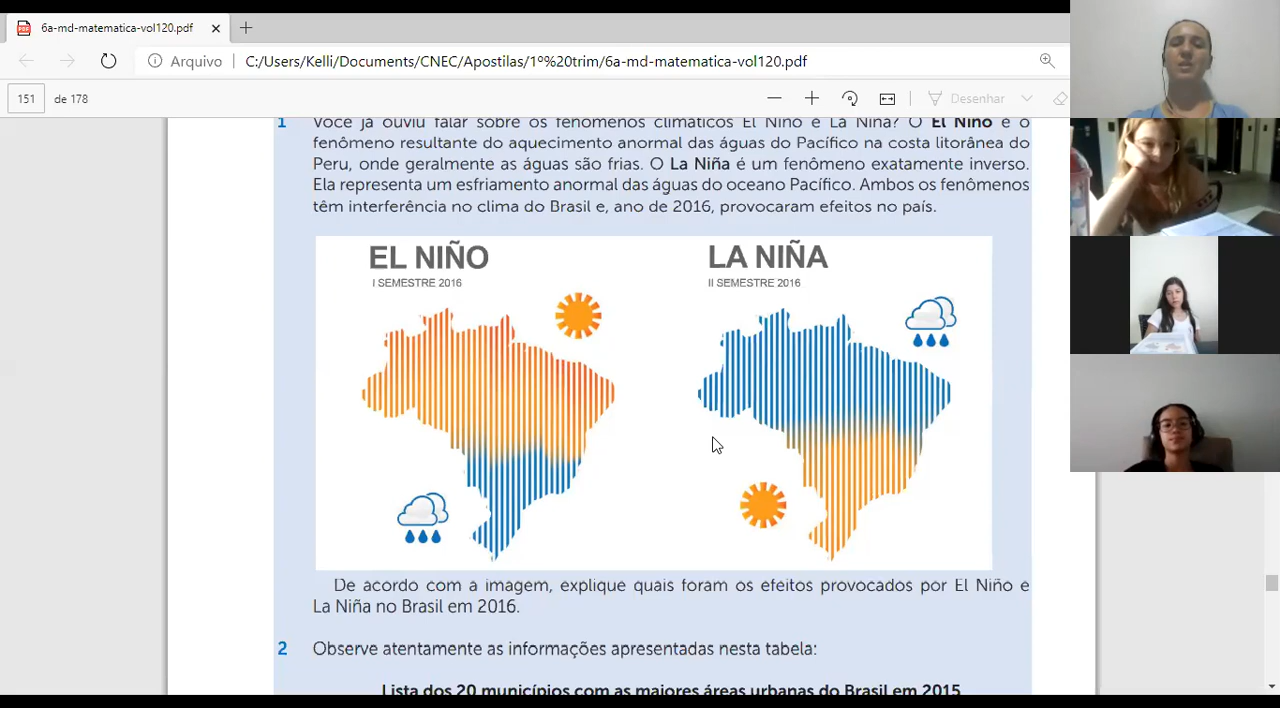 6a-md-matematica-vol120.pdf
Arquivo
C:/Users/Kelli/Documents/CNEC/Apostilas/1º%20trim/6a-md-matematica-vol120.pdf
151
de 178
Desenhar
1 Você já ouviu falar sobre os fenômenos climáticos El Niño e La Niña? O El Niño é o
fenômeno resultante do aquecimento anormal das águas do Pacífico na costa litorânea do
Peru, onde geralmente as águas são frias. O La Niña é um fenômeno exatamente inverso.
Ela representa um esfriamento anormal das águas do oceano Pacífico. Ambos os fenômenos
têm interferência no clima do Brasil e, ano de 2016, provocaram efeitos no país.
EL NIÑO
I SEMESTRE 2016
LA NIÑA
II SEMESTRE 2016
De acordo com a imagem, explique quais foram os efeitos provocados por El Niño e
La Niña no Brasil em 2016.
2 Observe atentamente as informações apresentadas nesta tabela:
Lista dos 20 municípios com as maiores áreas urbanas do Brasil em 2015